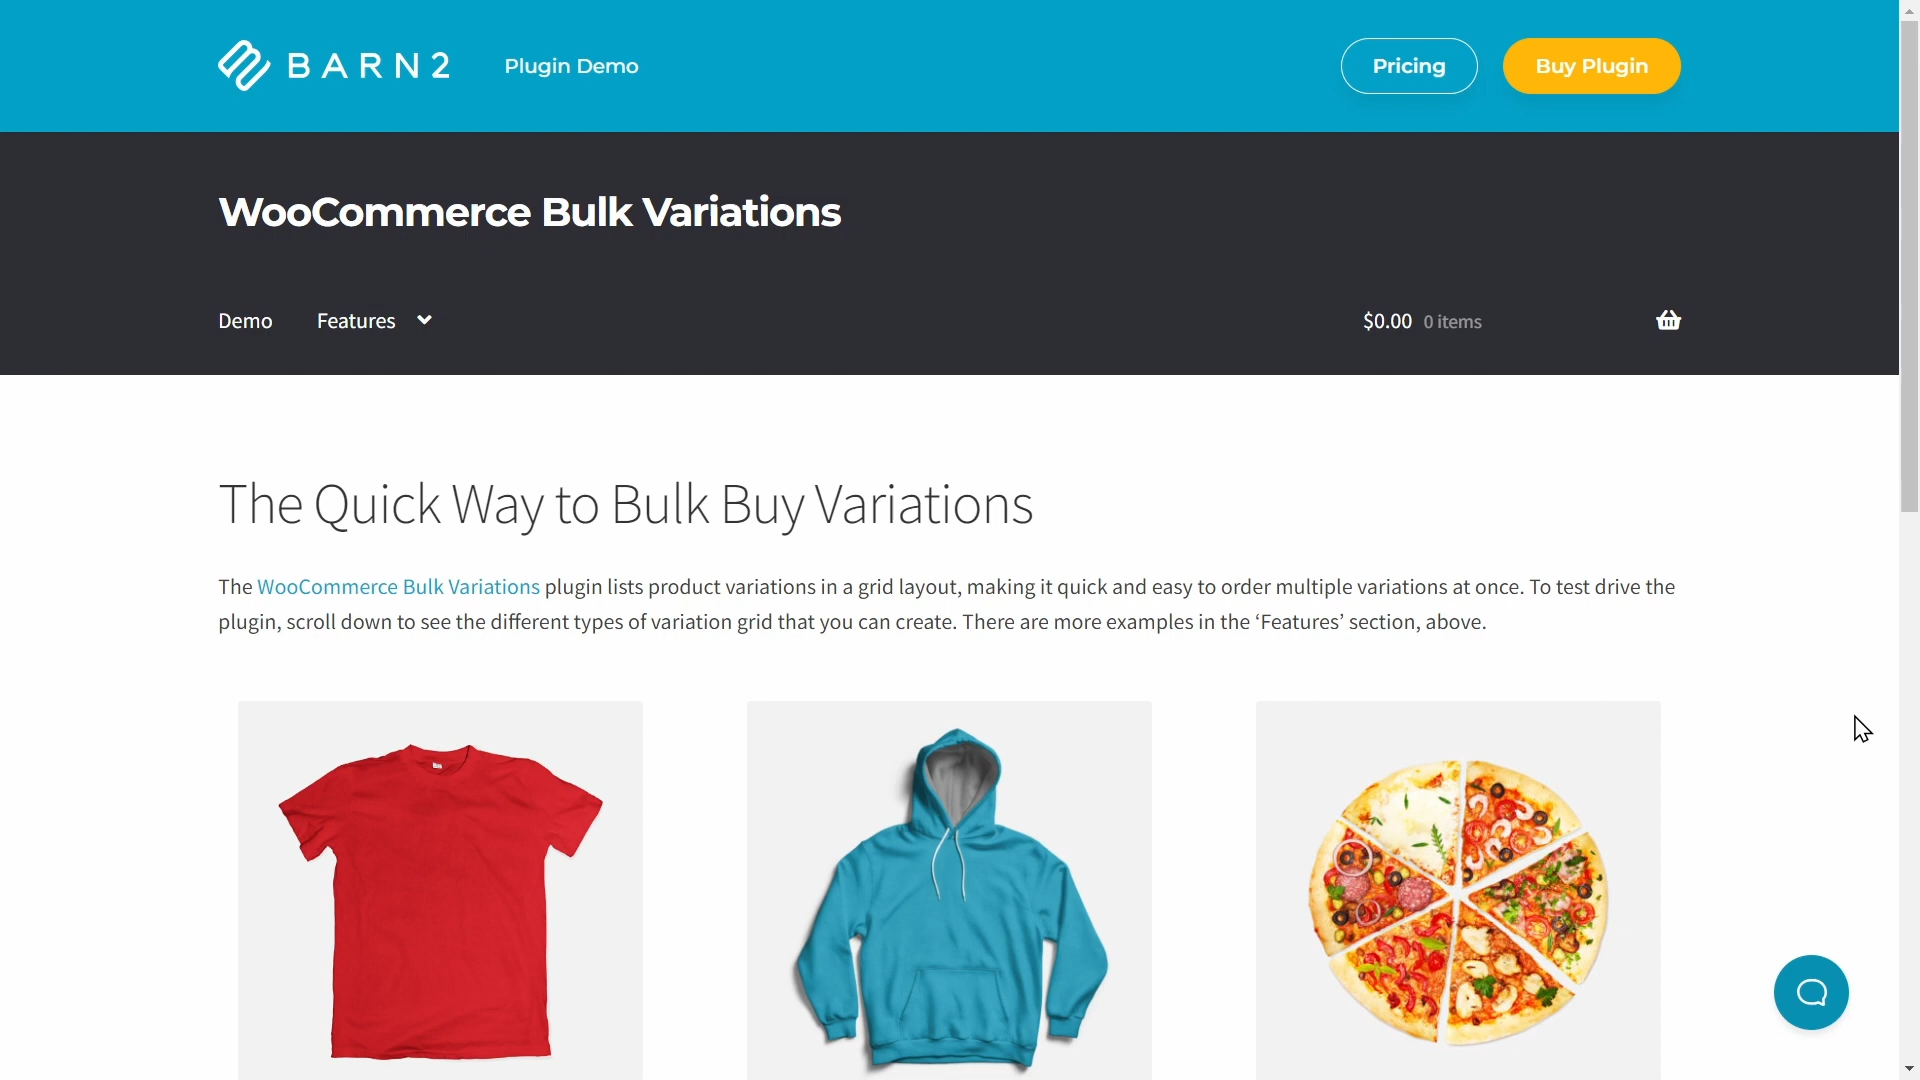 BARN2 Plugin Demo Pricing Buy Plugin
WooCommerce Bulk Variations
Demo Features $0.00 0 items
The Quick Way to Bulk Buy Variations
The WooCommerce Bulk Variations plugin lists product variations in a grid layout, making it quick and easy to order multiple variations at once. To test drive the
plugin, scroll down to see the different types of variation grid that you can create. There are more examples in the ‘Features’ section, above.